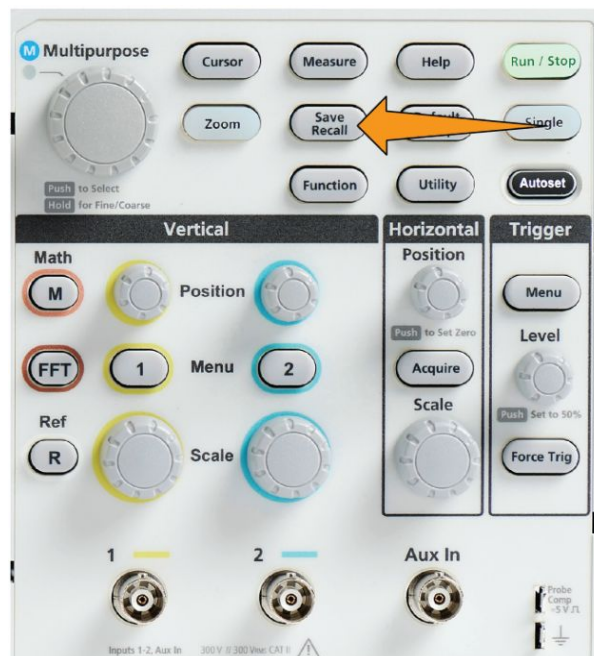 M Multipurpose
Cursor
Measure
Help
Run / Stop
Zoom
Save
Recall
Single
Push to Select
Hold for Fine/Coarse
Function
Utility
Autoset
Vertical
Horizontal
Trigger
Math
M
Position
Position
Push to Set Zero
Menu
FFT
1
Menu
2
Acquire
Level
Push Set to 50%
Ref
R
Scale
Scale
Force Trig
1
2
Aux In
Probe
Comp
~5 V
Inputs 1-2, Aux In
CAT II